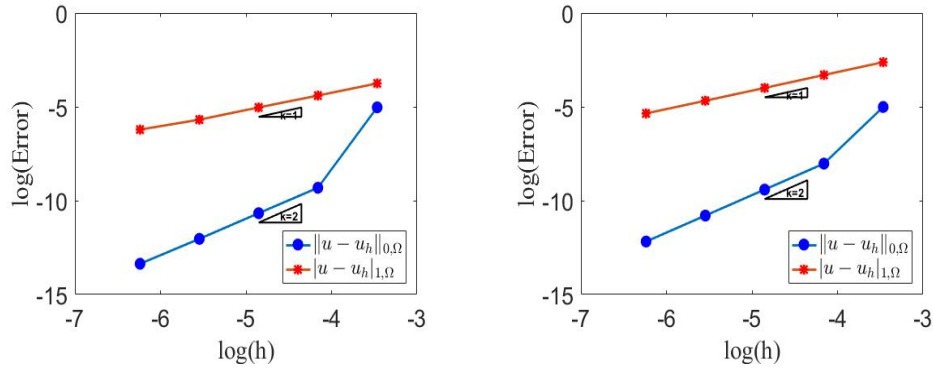 0
-5
-10
-15
-7
-6
-5
-4
-3
log(Error)
log(h)
k=1
k=2
‖u − u_h‖_{0,Ω}
|u − u_h|_{1,Ω}
0
-5
-10
-15
-7
-6
-5
-4
-3
log(Error)
log(h)
k=1
k=2
‖u − u_h‖_{0,Ω}
|u − u_h|_{1,Ω}